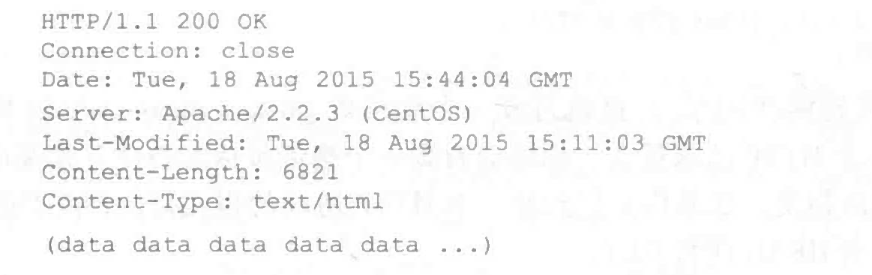 HTTP/1.1 200 OK
Connection: close
Date: Tue, 18 Aug 2015 15:44:04 GMT
Server: Apache/2.2.3 (CentOS)
Last-Modified: Tue, 18 Aug 2015 15:11:03 GMT
Content-Length: 6821
Content-Type: text/html
(data data data data data ...)